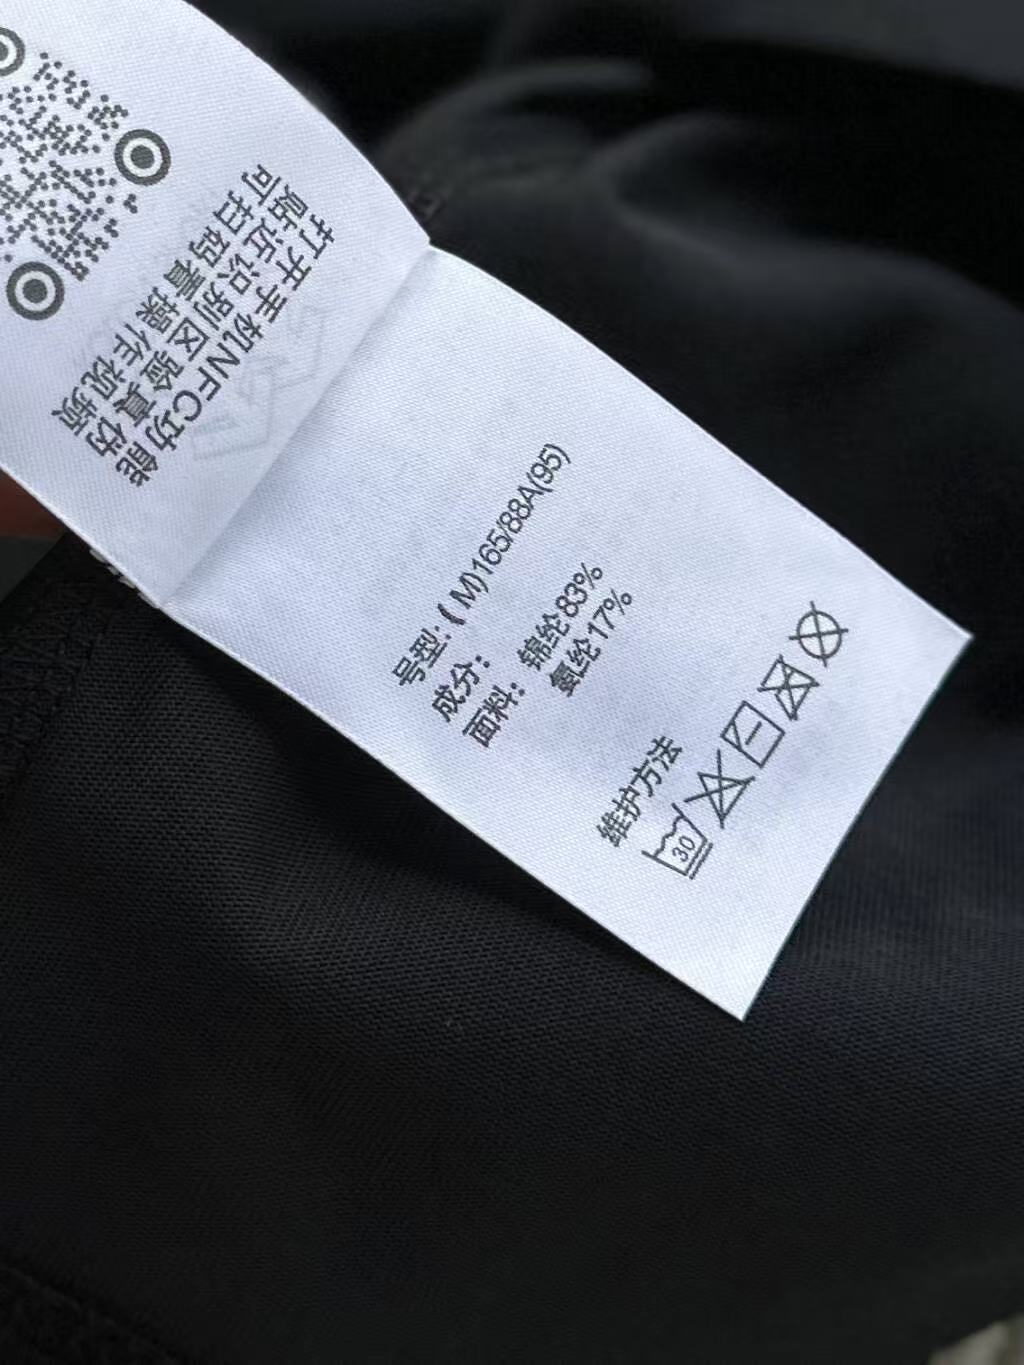 打开手机NFC功能
贴近识别区验真伪
可扫码看操作视频
号型:(M)165/88A(95)
成分:
面料: 锦纶83%
氨纶17%
维护方法
30